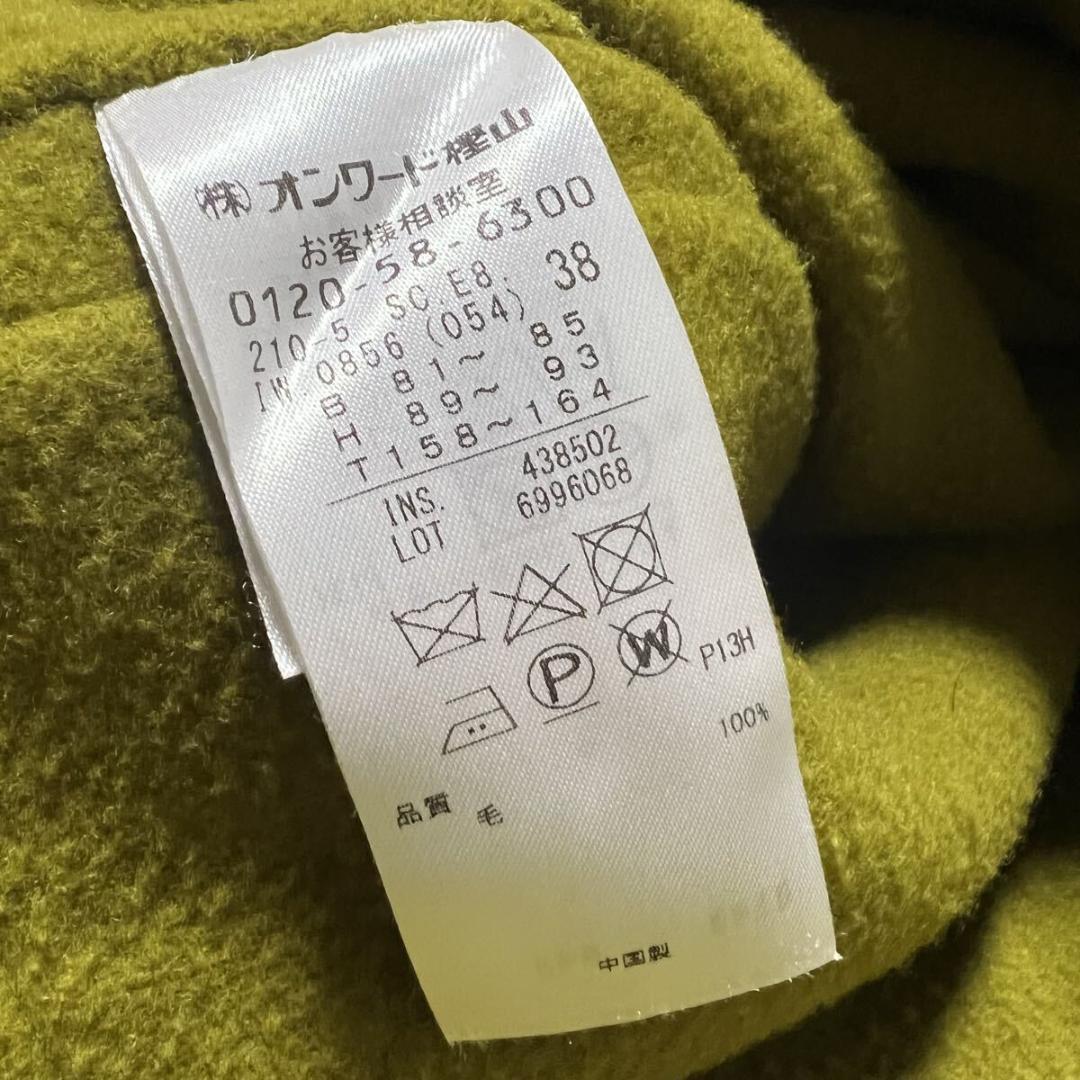 (株)オンワード樫山
お客様相談室
0120-58-6300
210-5 SC.E8. 38
IW 0856 (054)
B 81～ 85
H 89～ 93
T158～164
INS. 438502
LOT 6996068
P W P13H
100%
品質 毛
中国製